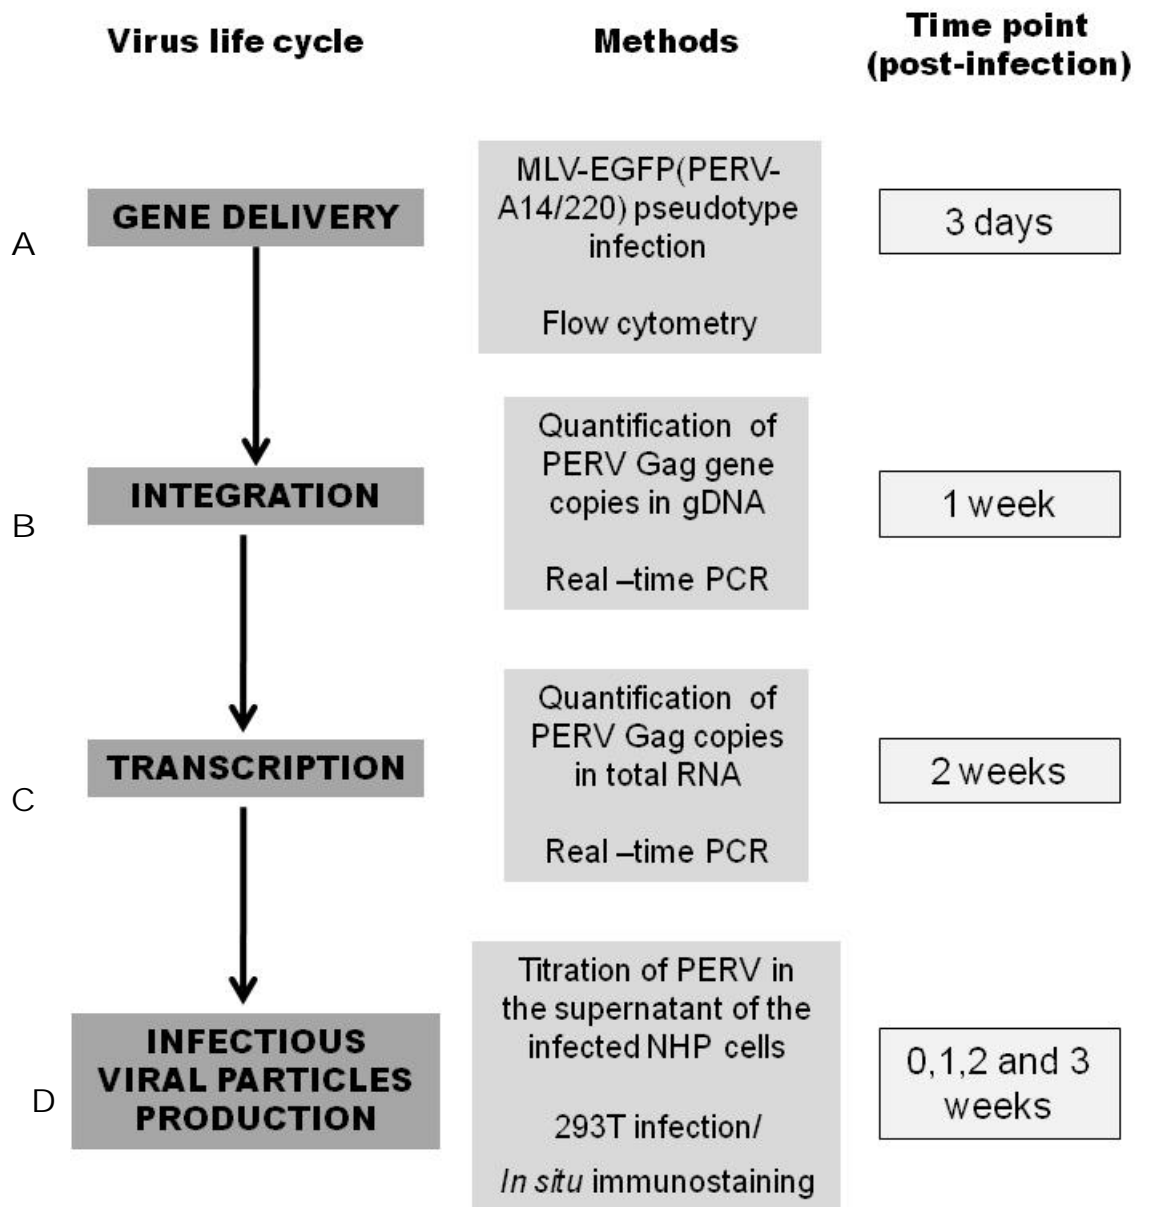 Virus life cycle
Methods
Time point
(post-infection)
A
GENE DELIVERY
MLV-EGFP(PERV-
A14/220) pseudotype
infection
Flow cytometry
3 days
B
INTEGRATION
Quantification of
PERV Gag gene
copies in gDNA
Real –time PCR
1 week
C
TRANSCRIPTION
Quantification of
PERV Gag copies
in total RNA
Real –time PCR
2 weeks
D
INFECTIOUS
VIRAL PARTICLES
PRODUCTION
Titration of PERV in
the supernatant of the
infected NHP cells
293T infection/
In situ immunostaining
0,1,2 and 3
weeks